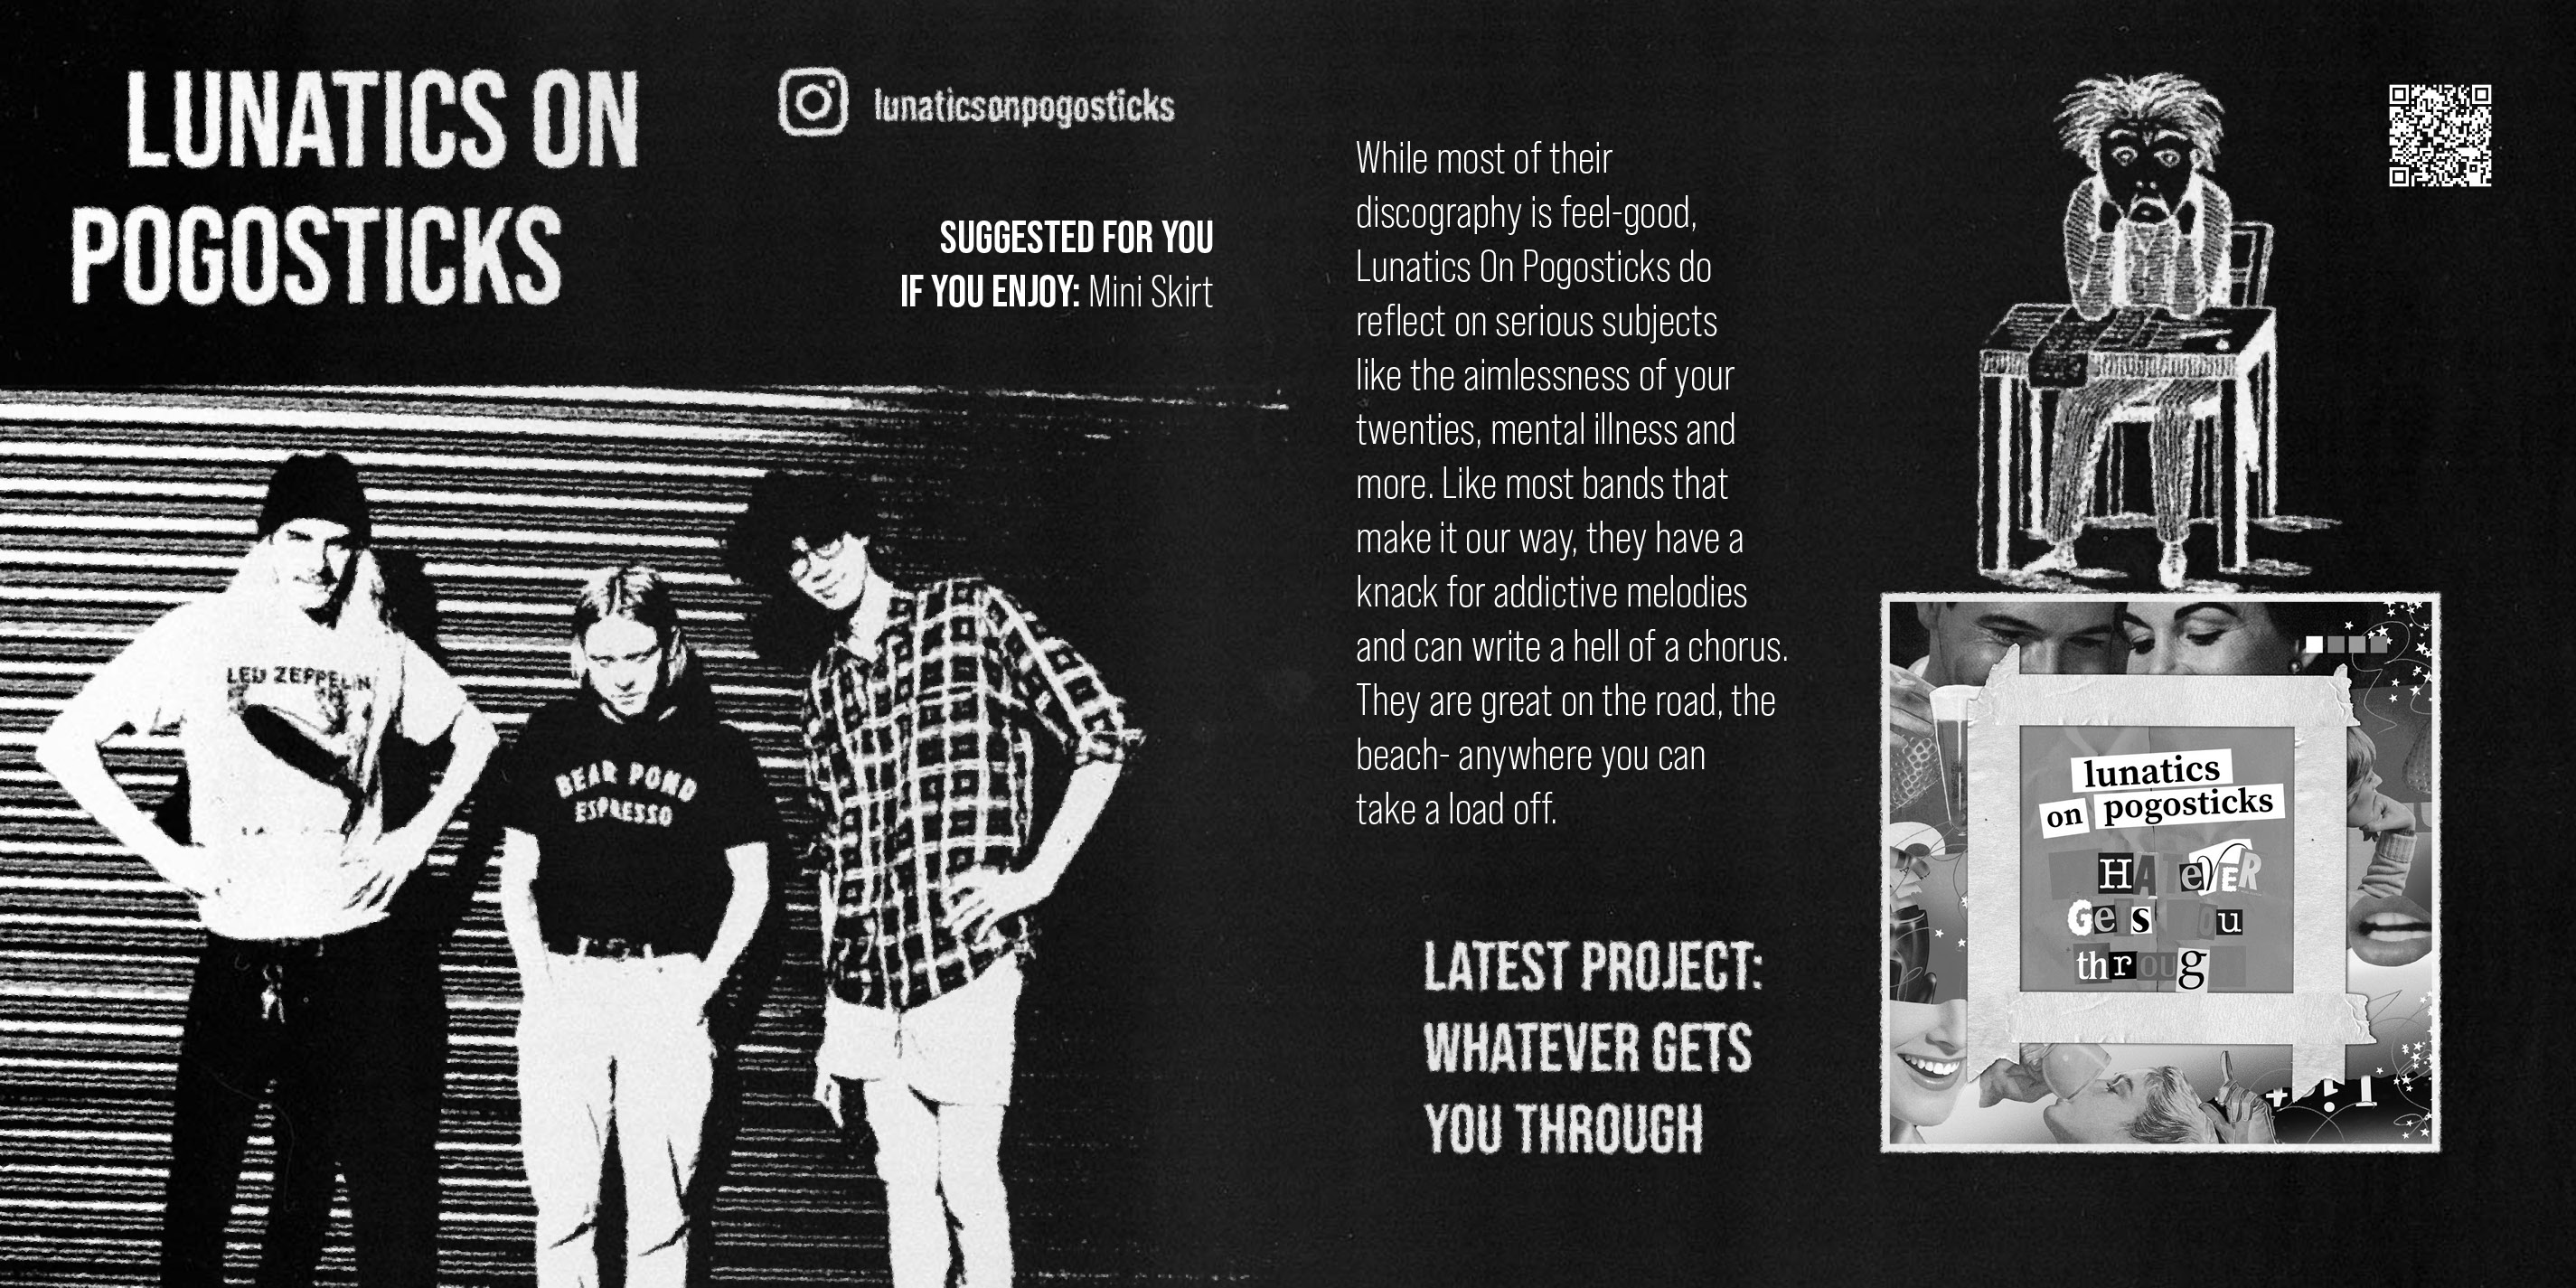 LUNATICS ON
POGOSTICKS
lunaticsonpogosticks
SUGGESTED FOR YOU
IF YOU ENJOY: Mini Skirt
LED ZEPPELIN
BEAR POND
ESPRESSO
While most of their
discography is feel-good,
Lunatics On Pogosticks do
reflect on serious subjects
like the aimlessness of your
twenties, mental illness and
more. Like most bands that
make it our way, they have a
knack for addictive melodies
and can write a hell of a chorus.
They are great on the road, the
beach- anywhere you can
take a load off.
LATEST PROJECT:
WHATEVER GETS
YOU THROUGH
lunatics
on pogosticks
HATeVER
Gets ou
throug